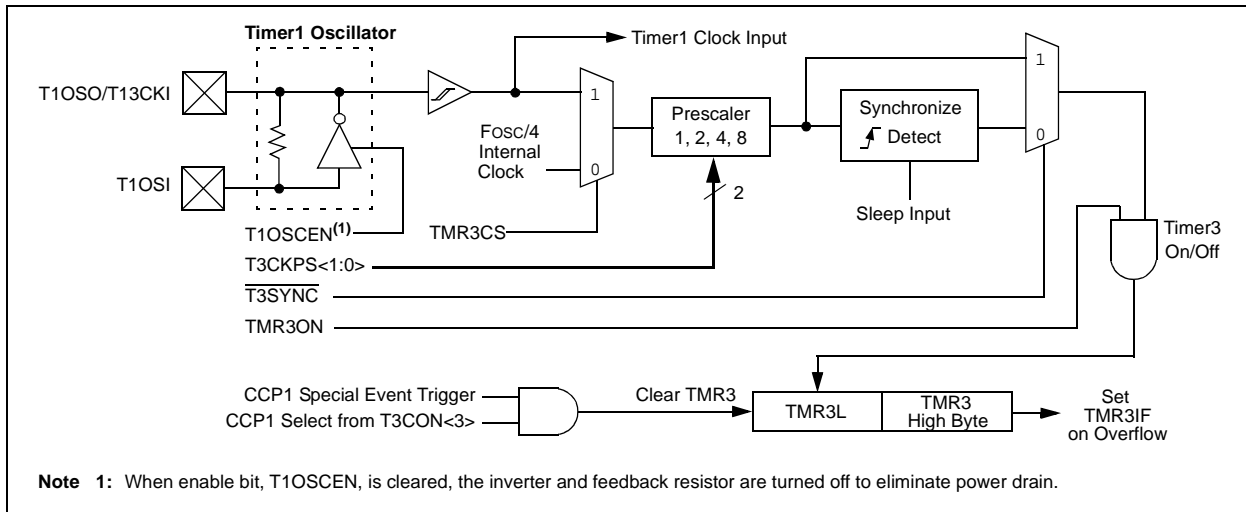 Timer1 Oscillator
Timer1 Clock Input
T1OSO/T13CKI
T1OSI
1
0
FOSC/4
Internal
Clock
Prescaler
1, 2, 4, 8
2
Synchronize
Detect
Sleep Input
1
0
T1OSCEN(1)
TMR3CS
T3CKPS<1:0>
T3SYNC
TMR3ON
Timer3
On/Off
CCP1 Special Event Trigger
CCP1 Select from T3CON<3>
Clear TMR3
TMR3L
TMR3
High Byte
Set
TMR3IF
on Overflow
Note 1: When enable bit, T1OSCEN, is cleared, the inverter and feedback resistor are turned off to eliminate power drain.